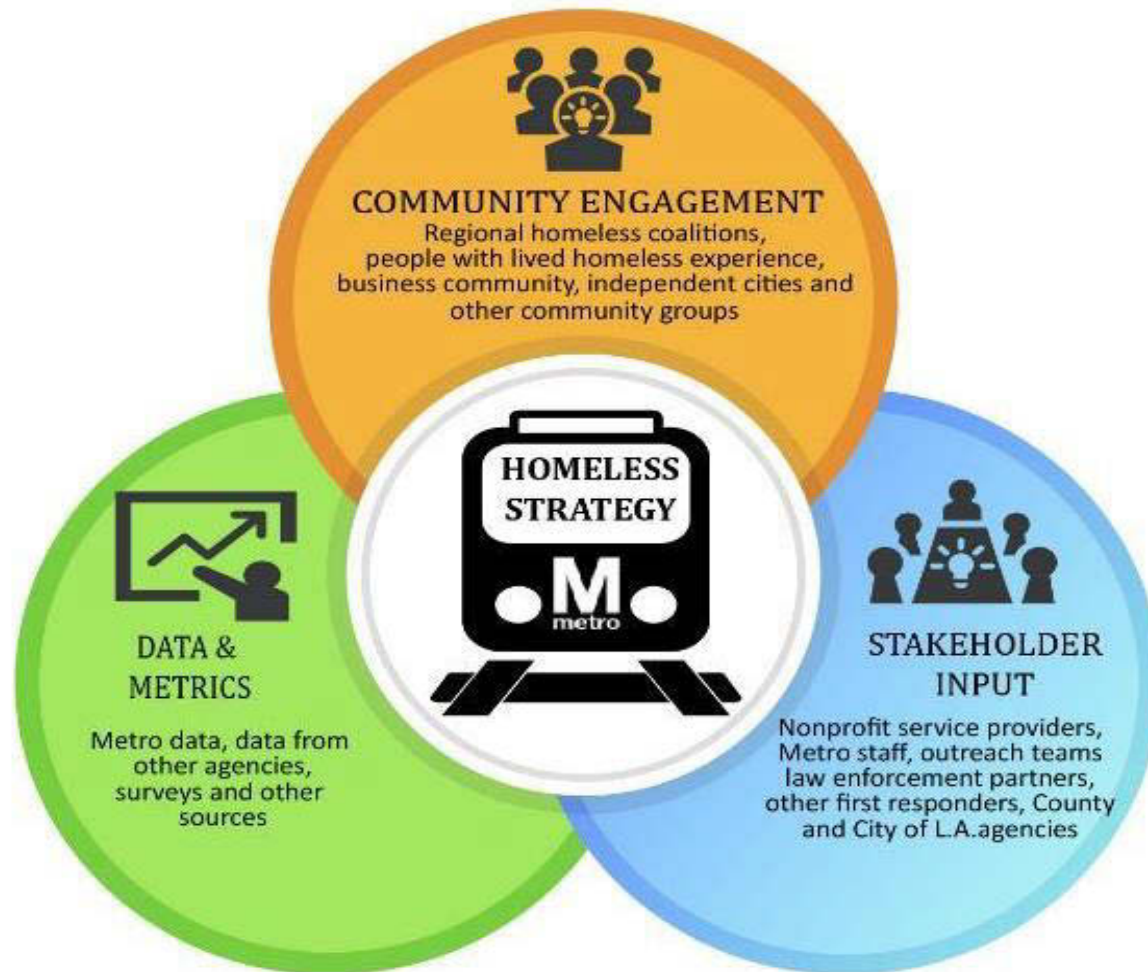 COMMUNITY ENGAGEMENT
Regional homeless coalitions,
people with lived homeless experience,
business community, independent cities and
other community groups
HOMELESS
STRATEGY
M
metro
DATA &
METRICS
Metro data, data from
other agencies,
surveys and other
sources
STAKEHOLDER
INPUT
Nonprofit service providers,
Metro staff, outreach teams
law enforcement partners,
other first responders, County
and City of L.A.agencies